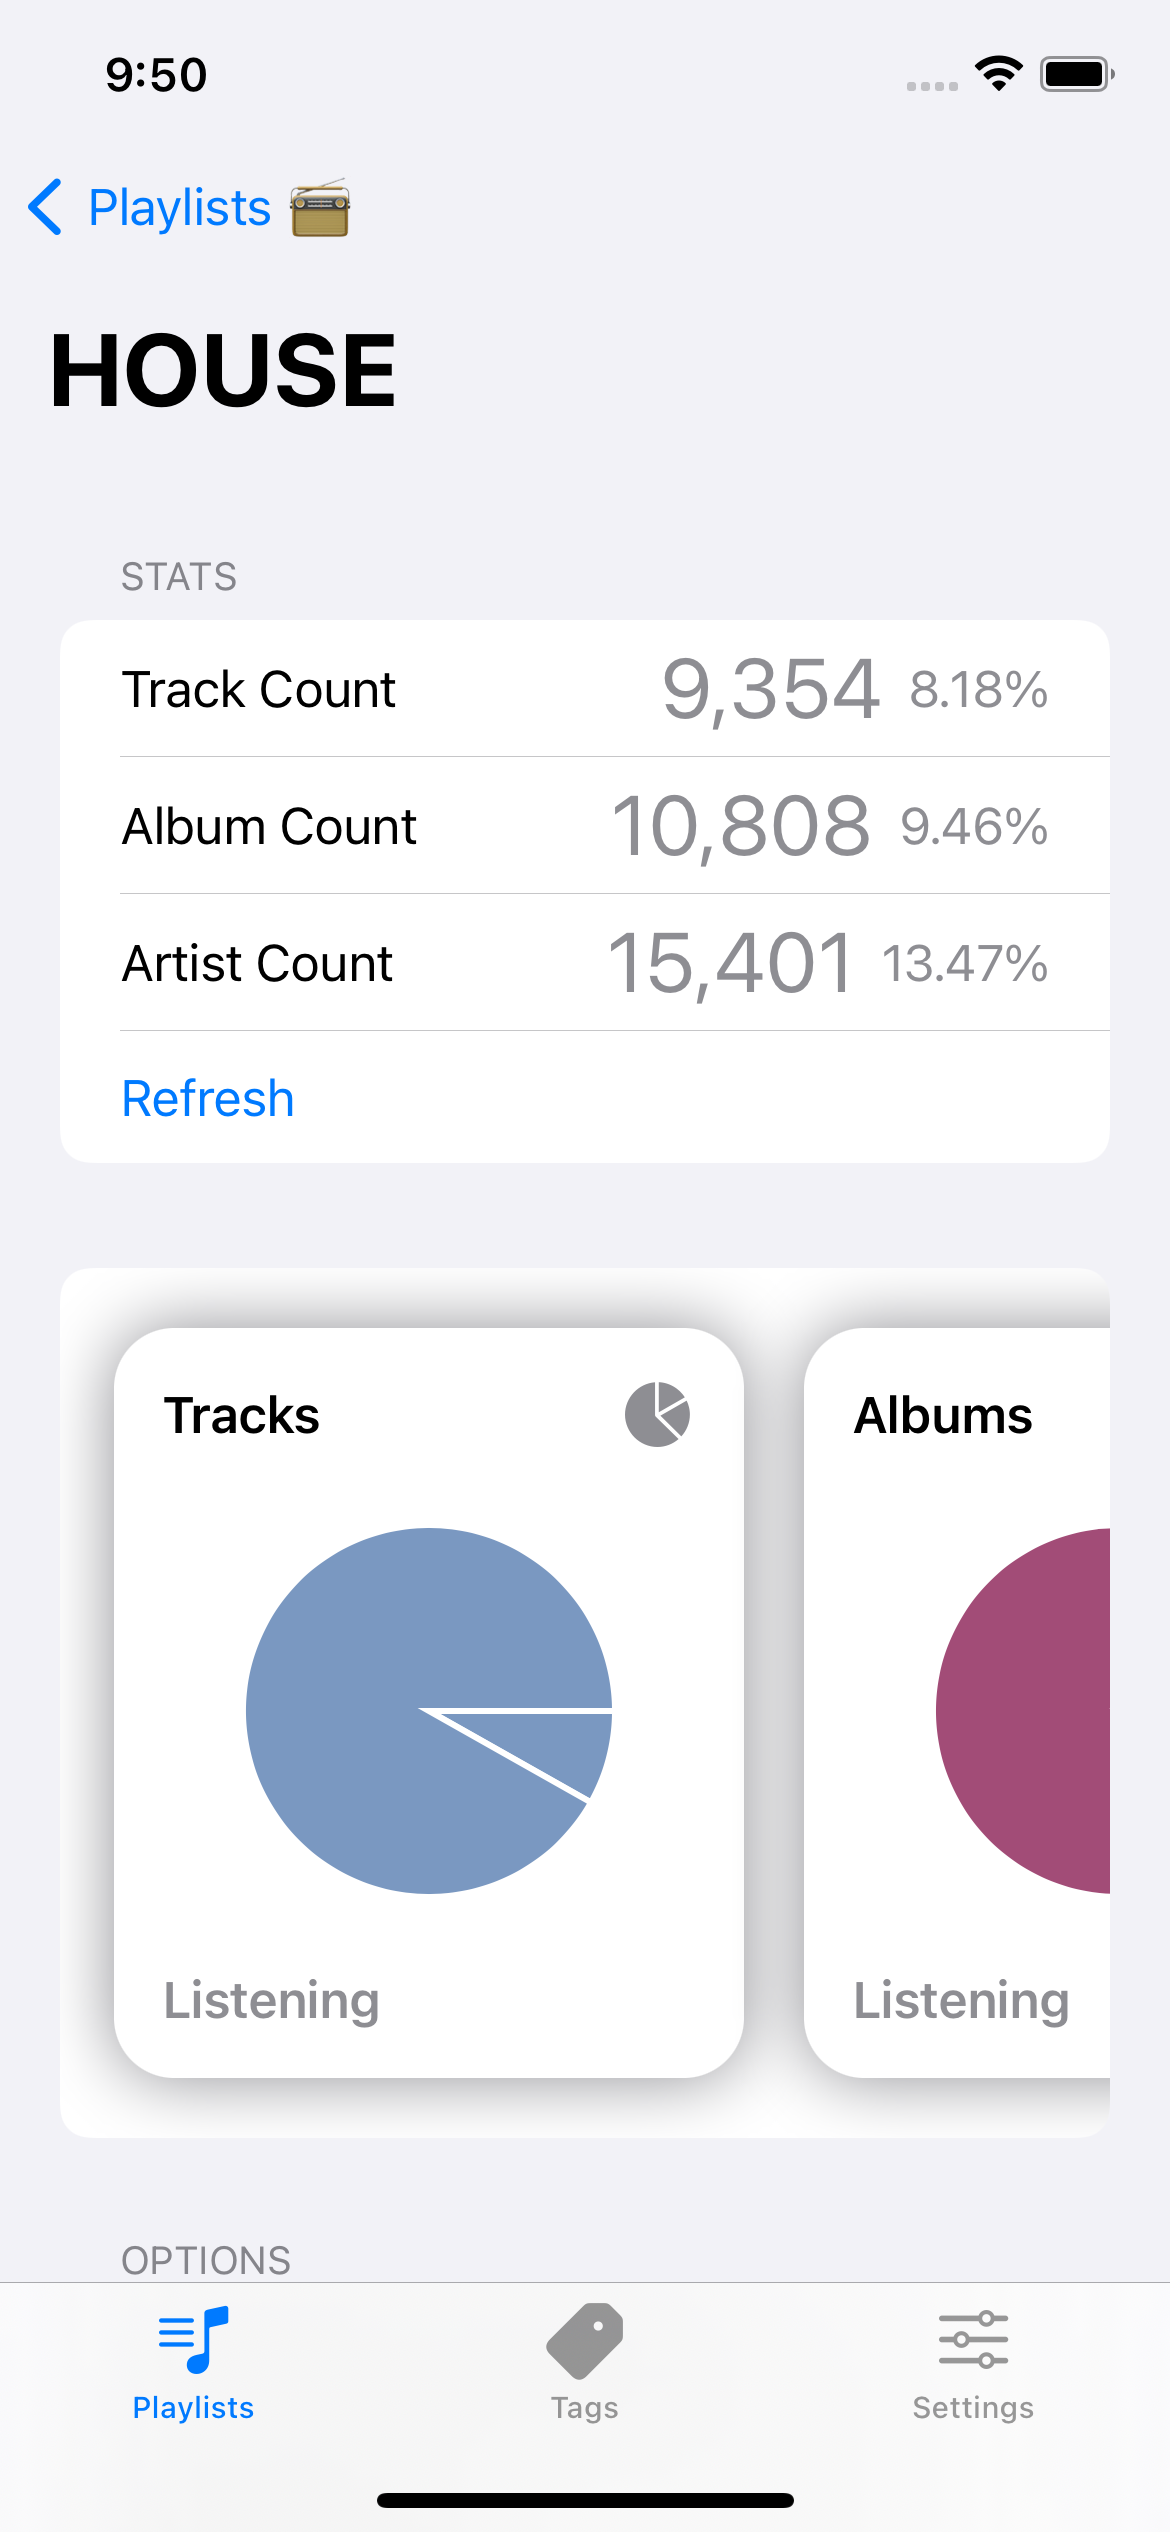 9:50
Playlists
HOUSE
STATS
Track Count 9,354 8.18%
Album Count 10,808 9.46%
Artist Count 15,401 13.47%
Refresh
Tracks
Albums
Listening
Listening
OPTIONS
Playlists
Tags
Settings